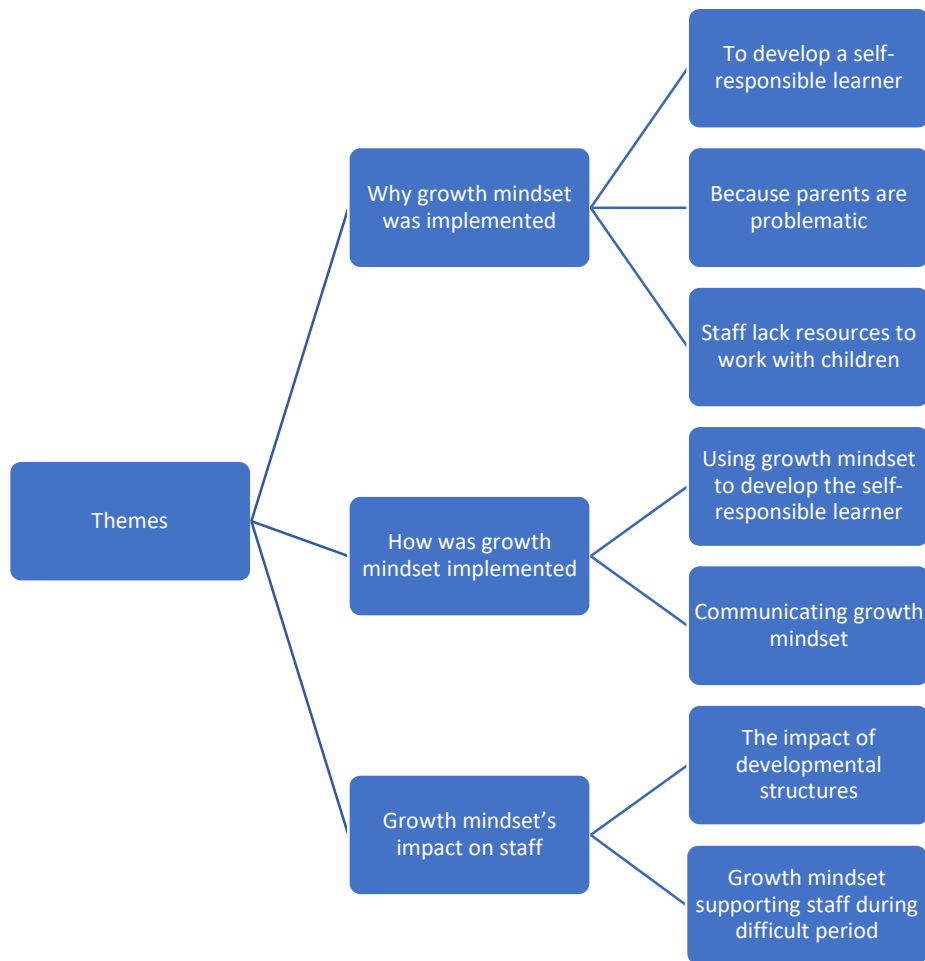 Themes
Why growth mindset
was implemented
To develop a self-
responsible learner
Because parents are
problematic
Staff lack resources to
work with children
How was growth
mindset implemented
Using growth mindset
to develop the self-
responsible learner
Communicating growth
mindset
Growth mindset’s
impact on staff
The impact of
developmental
structures
Growth mindset
supporting staff during
difficult period